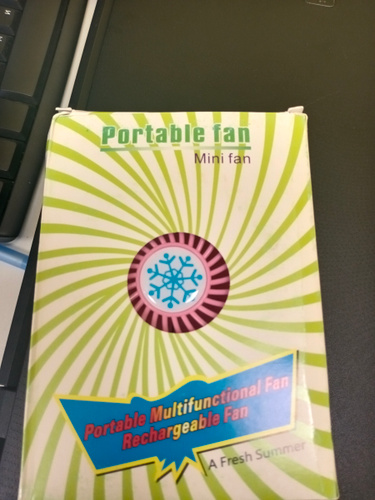 Portable fan
Mini fan
Portable Multifunctional Fan
Rechargeable Fan
A Fresh Summer